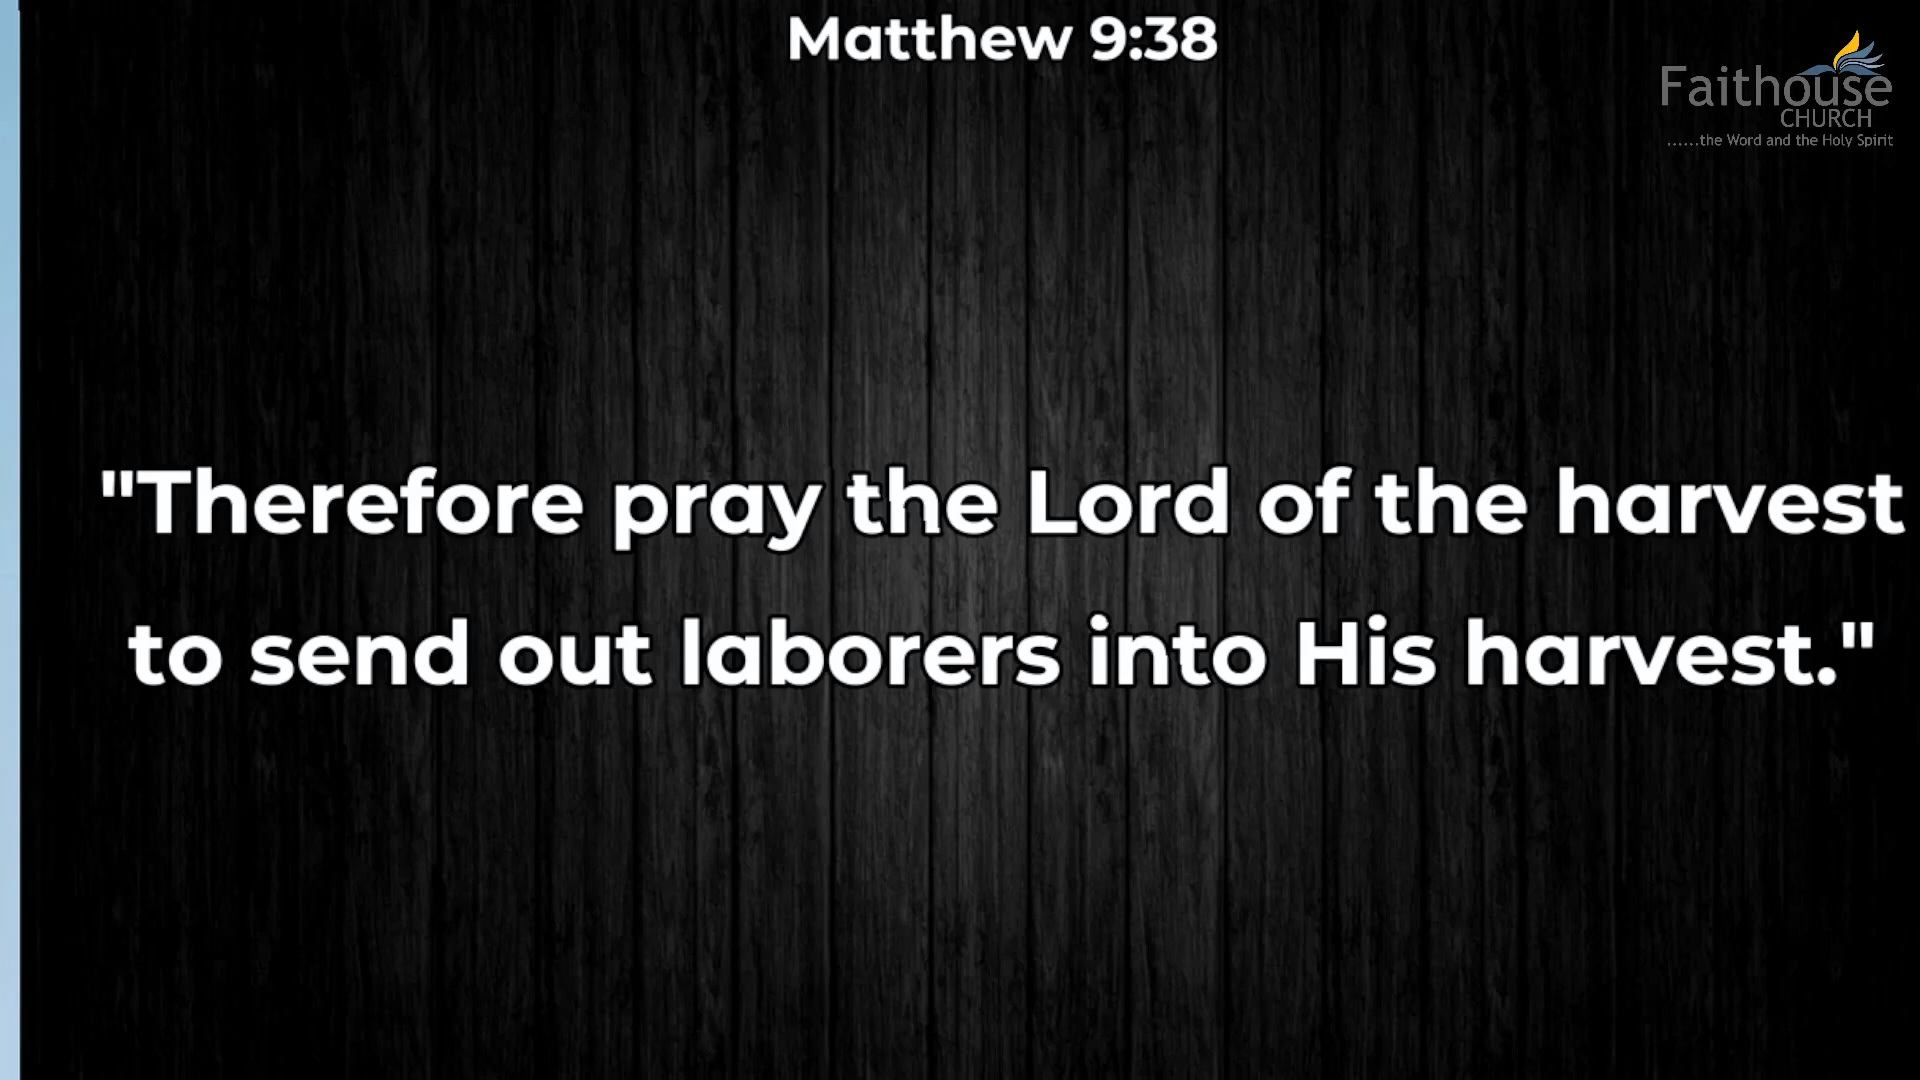 Matthew 9:38
Faithouse
CHURCH
......the Word and the Holy Spirit
"Therefore pray the Lord of the harvest
to send out laborers into His harvest."